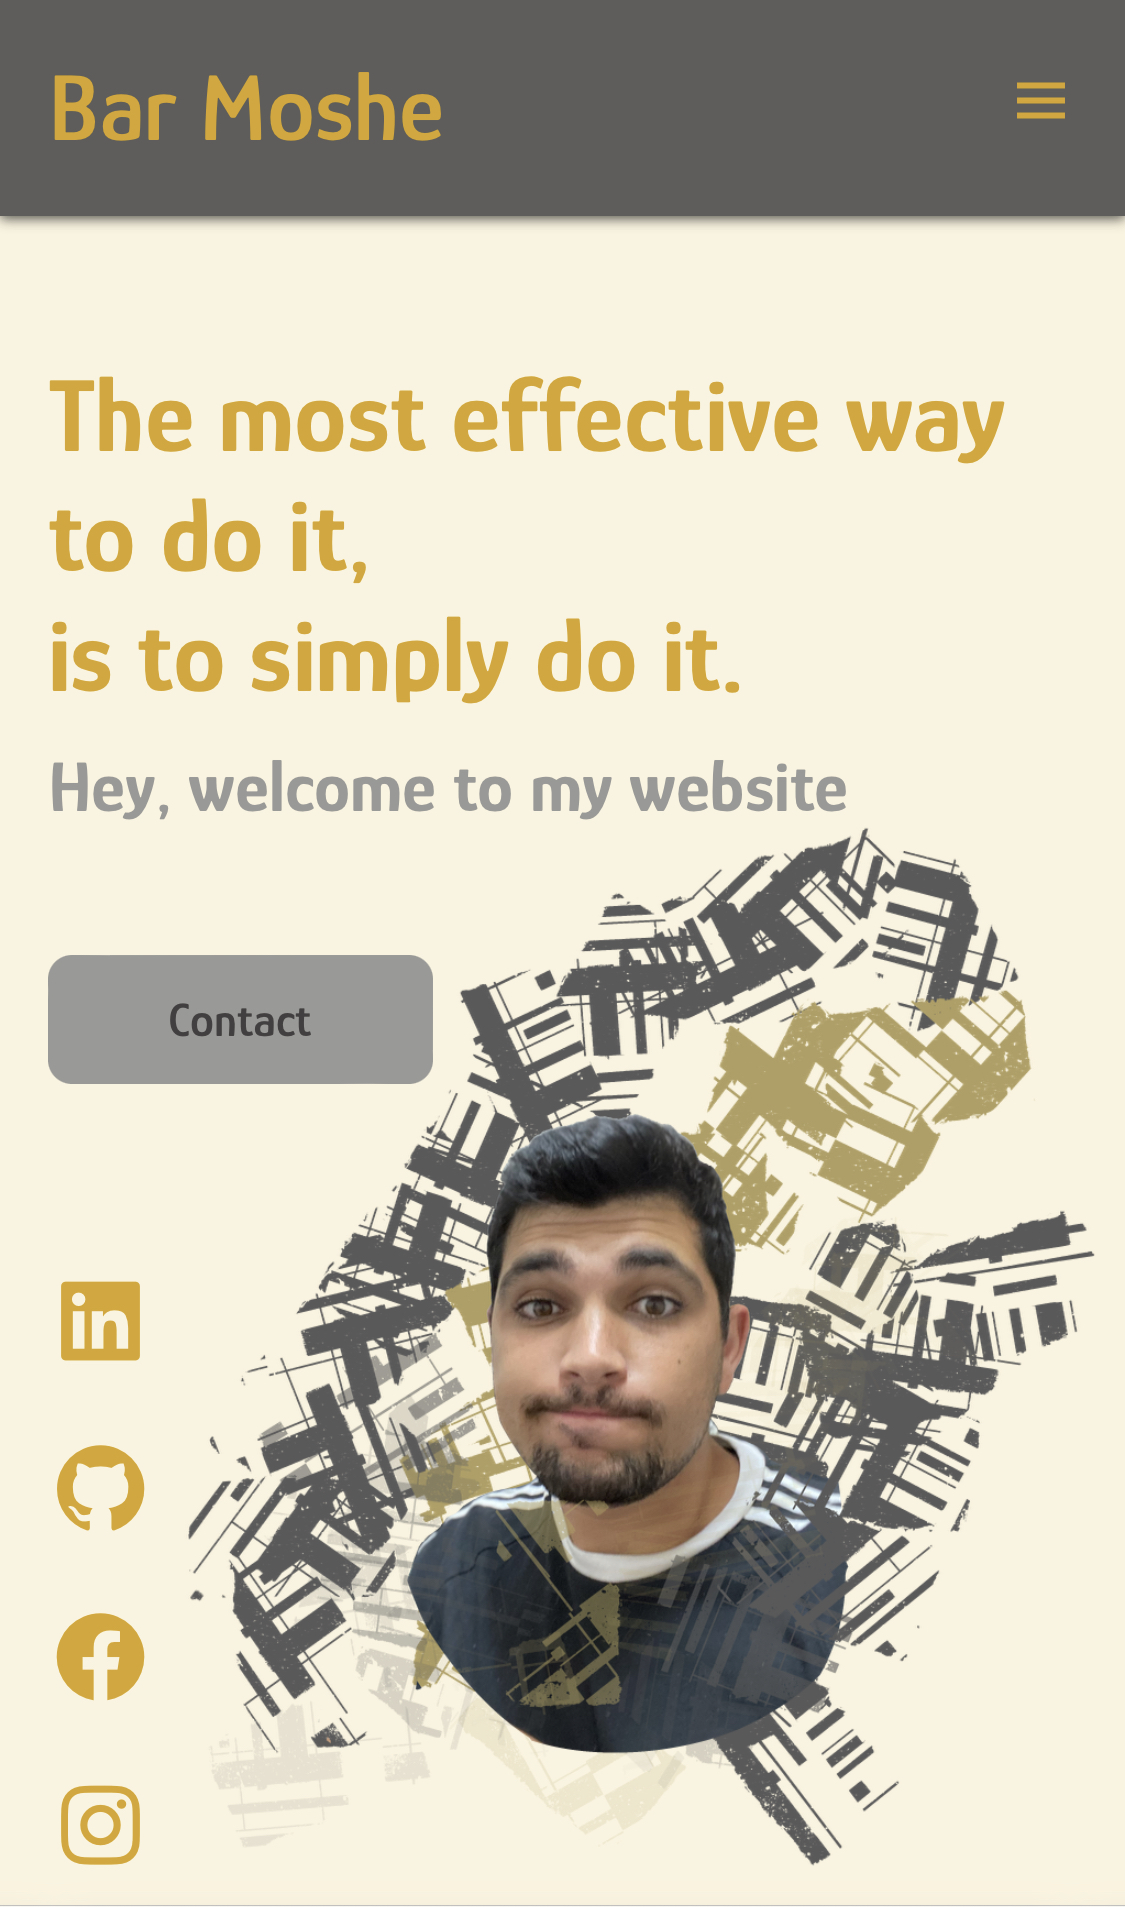 Bar Moshe
The most effective way
to do it,
is to simply do it.
Hey, welcome to my website
Contact
in